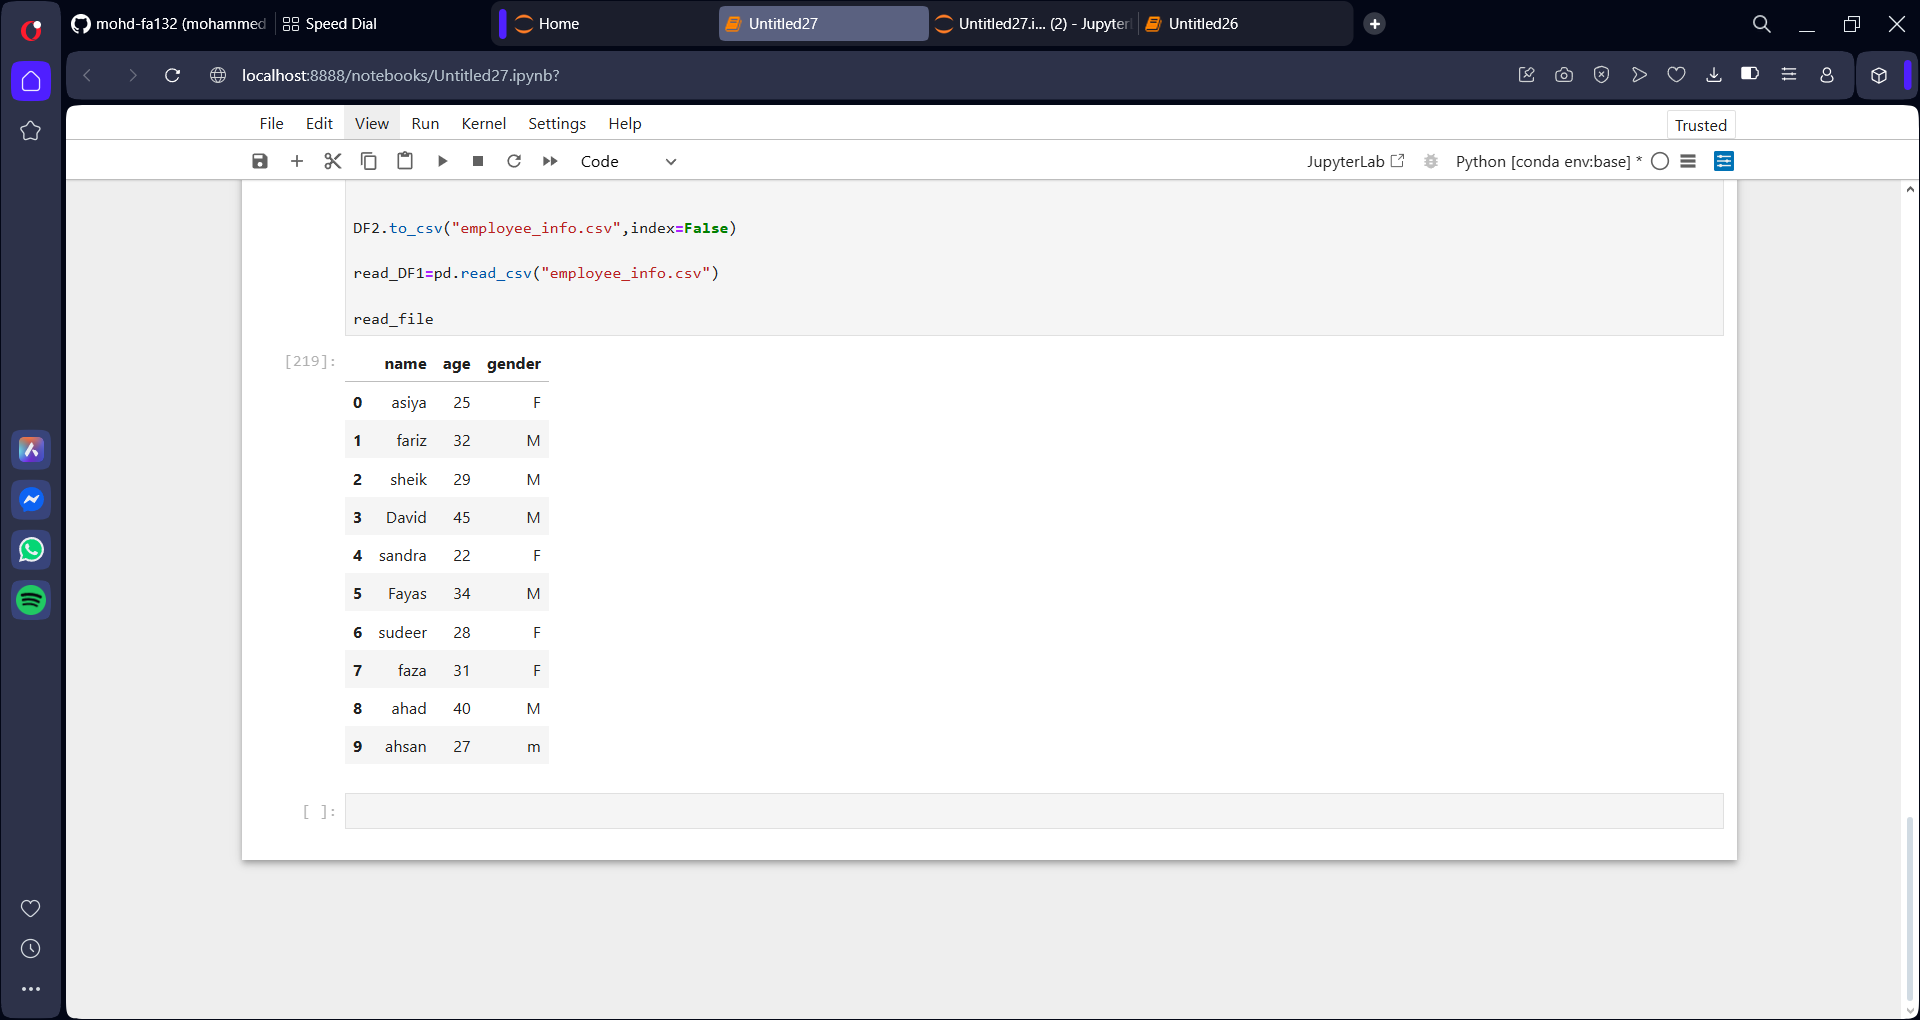 mohd-fa132 (mohammed
Speed Dial
Home
Untitled27
Untitled27.i... (2) - Jupyter
Untitled26
localhost:8888/notebooks/Untitled27.ipynb?
File Edit View Run Kernel Settings Help
Trusted
Code
JupyterLab
Python [conda env:base] *
DF2.to_csv("employee_info.csv",index=False)
read_DF1=pd.read_csv("employee_info.csv")
read_file
[219]:
name age gender
0 asiya 25 F
1 fariz 32 M
2 sheik 29 M
3 David 45 M
4 sandra 22 F
5 Fayas 34 M
6 sudeer 28 F
7 faza 31 F
8 ahad 40 M
9 ahsan 27 m
[ ]: